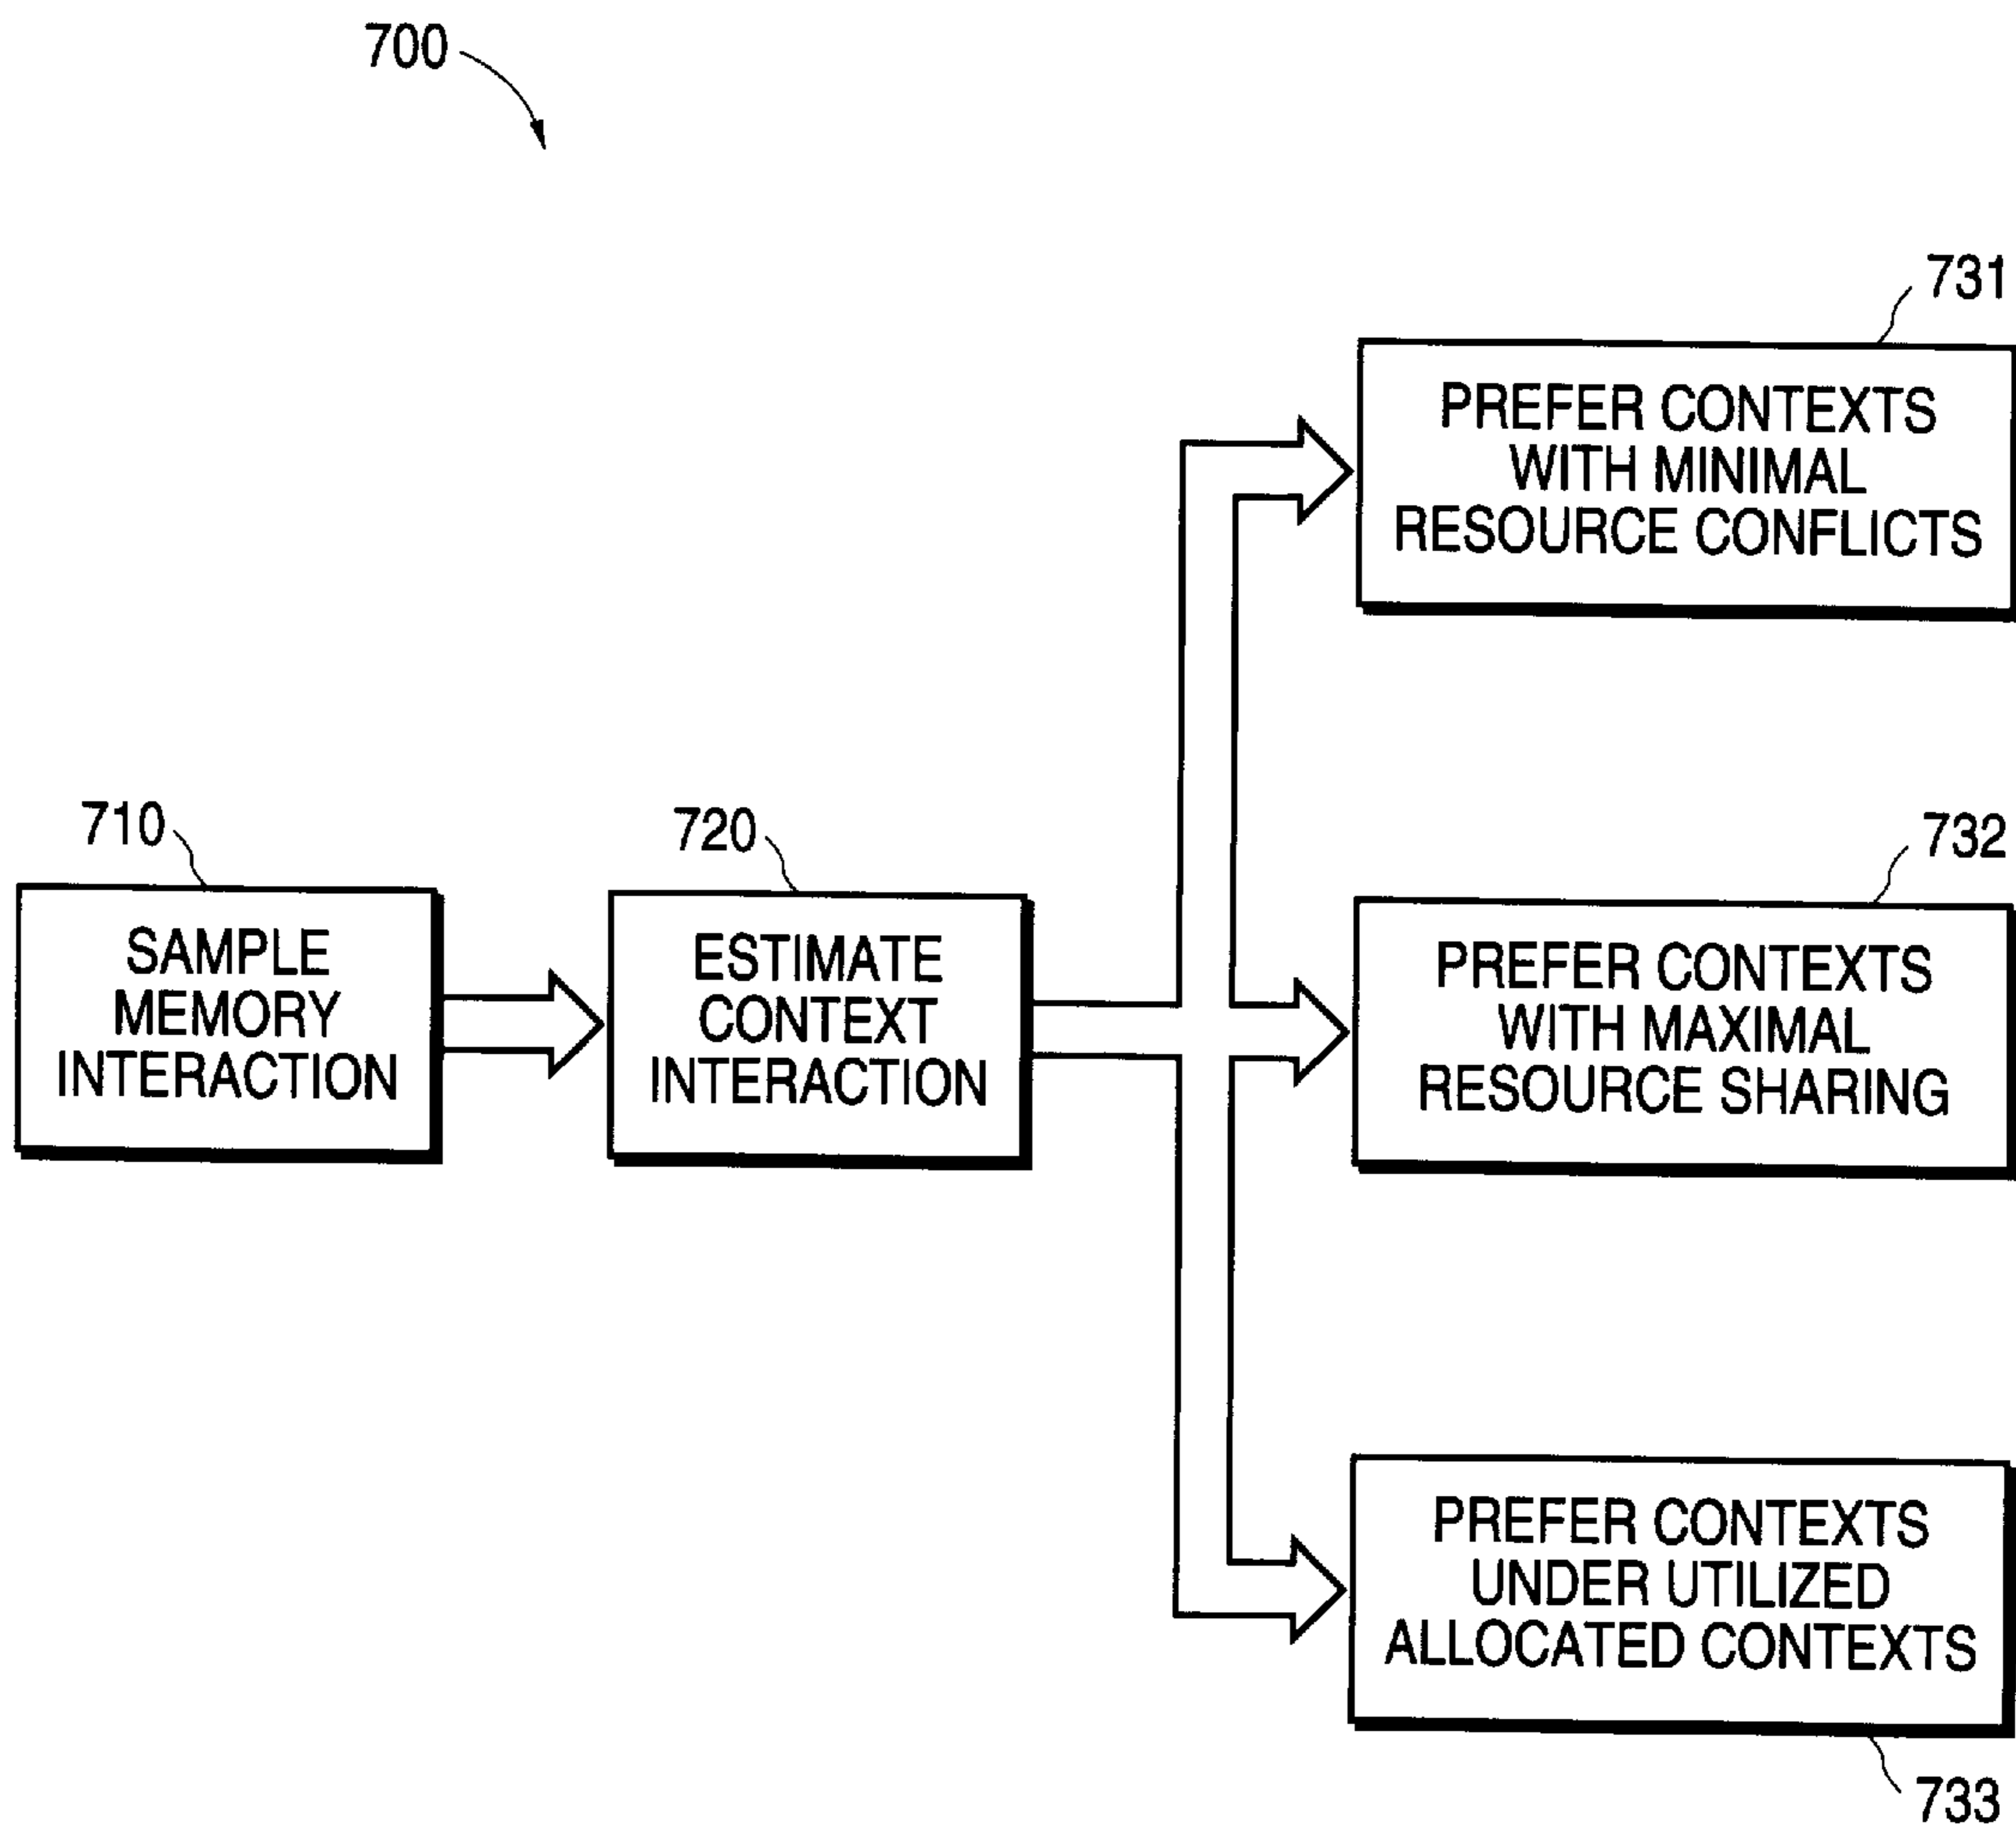 700
731
PREFER CONTEXTS
WITH MINIMAL
RESOURCE CONFLICTS
710
SAMPLE
MEMORY
INTERACTION
720
ESTIMATE
CONTEXT
INTERACTION
732
PREFER CONTEXTS
WITH MAXIMAL
RESOURCE SHARING
PREFER CONTEXTS
UNDER UTILIZED
ALLOCATED CONTEXTS
733